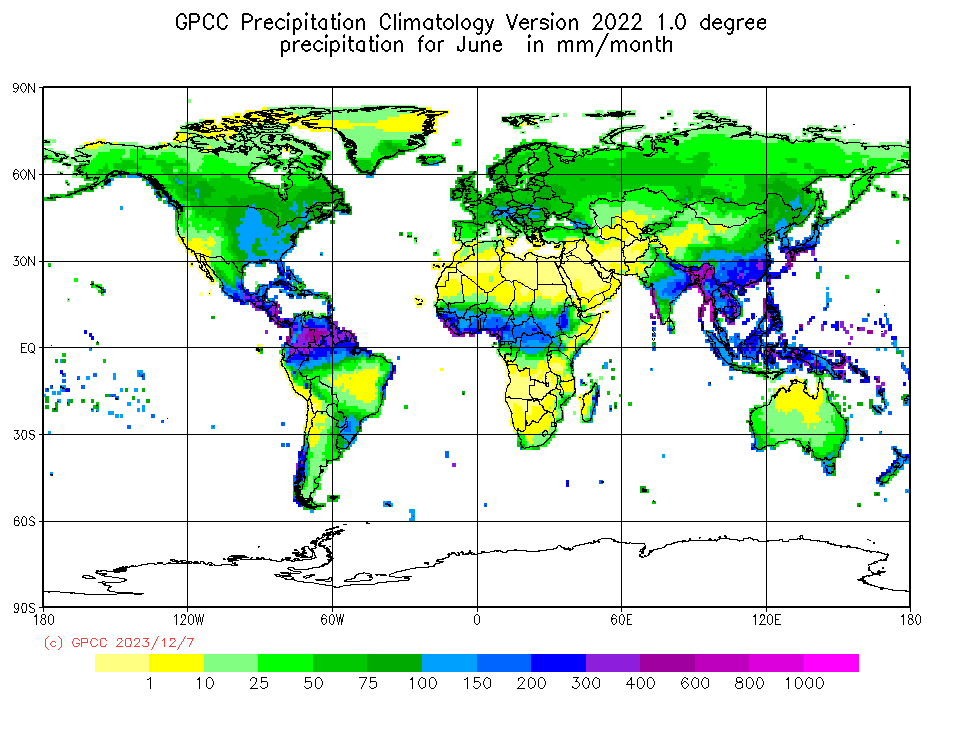 GPCC Precipitation Climatology Version 2022 1.0 degree
precipitation for June in mm/month
90N
60N
30N
EQ
30S
60S
90S
180 120W 60W 0 60E 120E 180
(c) GPCC 2023/12/7
1 10 25 50 75 100 150 200 300 400 600 800 1000